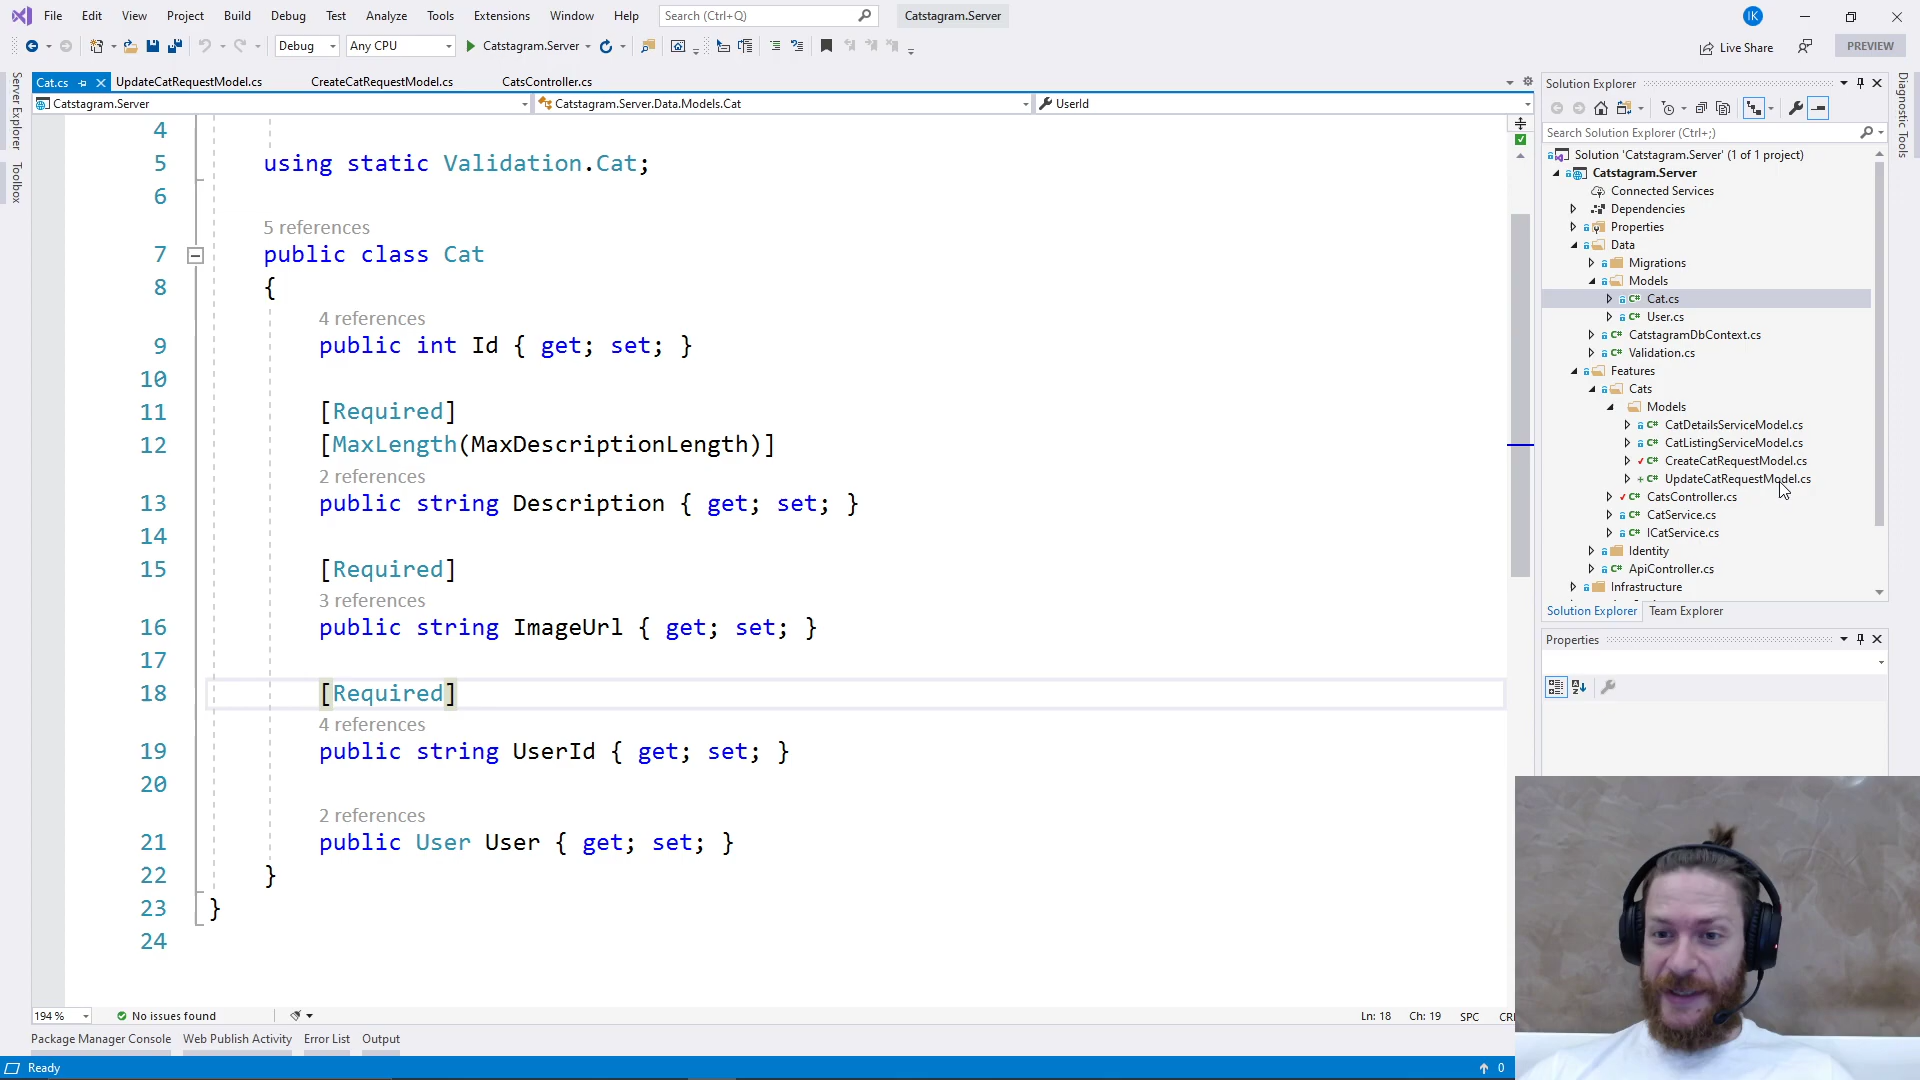 File Edit View Project Build Debug Test Analyze Tools Extensions Window Help Search (Ctrl+Q) Catstagram.Server IK
Debug Any CPU Catstagram.Server Live Share PREVIEW
Server Explorer
Toolbox
Cat.cs UpdateCatRequestModel.cs CreateCatRequestModel.cs CatsController.cs
Catstagram.Server Catstagram.Server.Data.Models.Cat UserId
4
5 using static Validation.Cat;
6
5 references
7 public class Cat
8 {
4 references
9 public int Id { get; set; }
10
11 [Required]
12 [MaxLength(MaxDescriptionLength)]
2 references
13 public string Description { get; set; }
14
15 [Required]
3 references
16 public string ImageUrl { get; set; }
17
18 [Required]
4 references
19 public string UserId { get; set; }
20
2 references
21 public User User { get; set; }
22 }
23 }
24
194 % No issues found Ln: 18 Ch: 19 SPC
Package Manager Console Web Publish Activity Error List Output
Ready 0
Solution Explorer
Search Solution Explorer (Ctrl+;)
Solution 'Catstagram.Server' (1 of 1 project)
Catstagram.Server
Connected Services
Dependencies
Properties
Data
Migrations
Models
C# Cat.cs
C# User.cs
C# CatstagramDbContext.cs
C# Validation.cs
Features
Cats
Models
C# CatDetailsServiceModel.cs
C# CatListingServiceModel.cs
C# CreateCatRequestModel.cs
C# UpdateCatRequestModel.cs
C# CatsController.cs
C# CatService.cs
C# ICatService.cs
Identity
C# ApiController.cs
Infrastructure
Solution Explorer Team Explorer
Properties
Diagnostic Tools